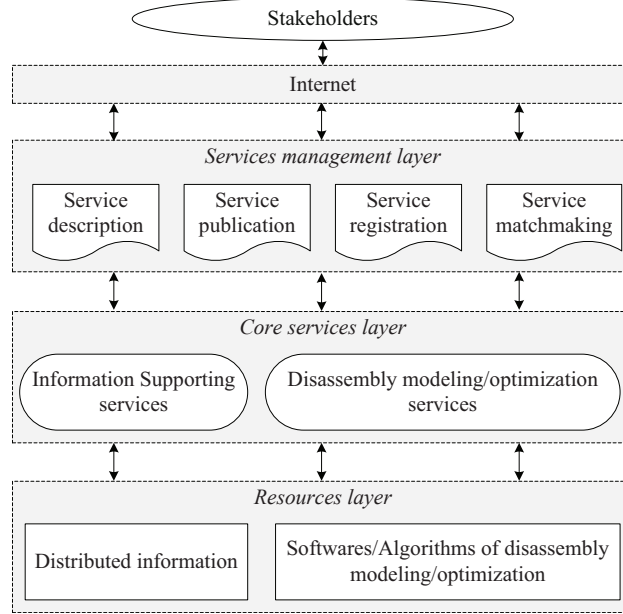 Stakeholders
Internet
Services management layer
Service
description
Service
publication
Service
registration
Service
matchmaking
Core services layer
Information Supporting
services
Disassembly modeling/optimization
services
Resources layer
Distributed information
Softwares/Algorithms of disassembly
modeling/optimization